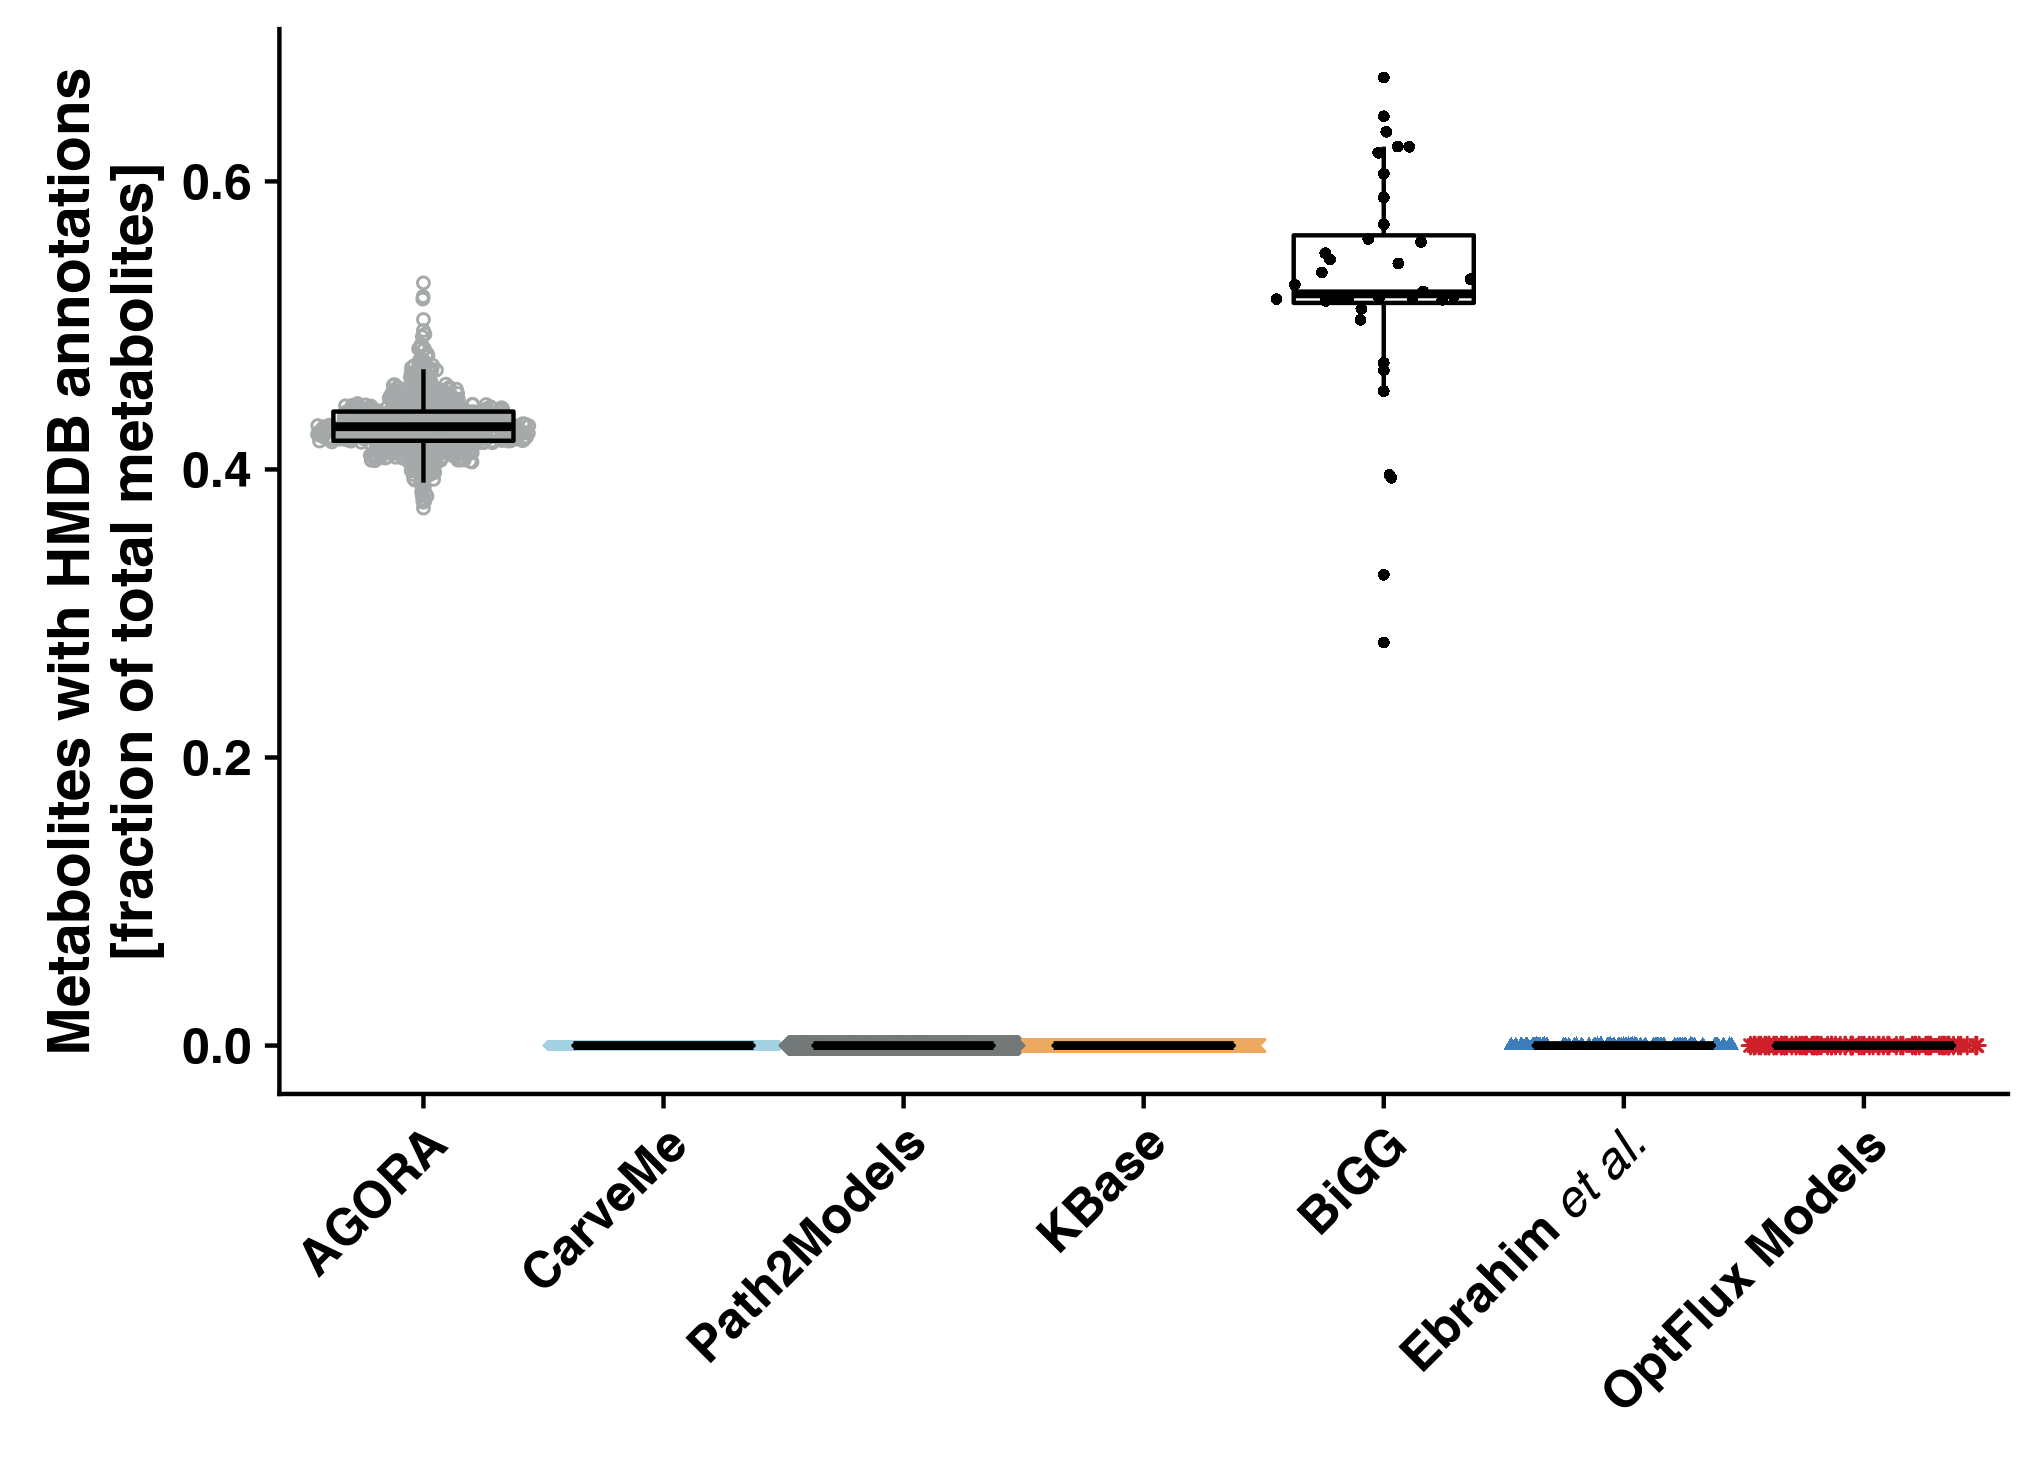 Metabolites with HMDB annotations
[fraction of total metabolites]
0.6
0.4
0.2
0.0
AGORA
CarveMe
Path2Models
KBase
BiGG
Ebrahim et al.
OptFlux Models